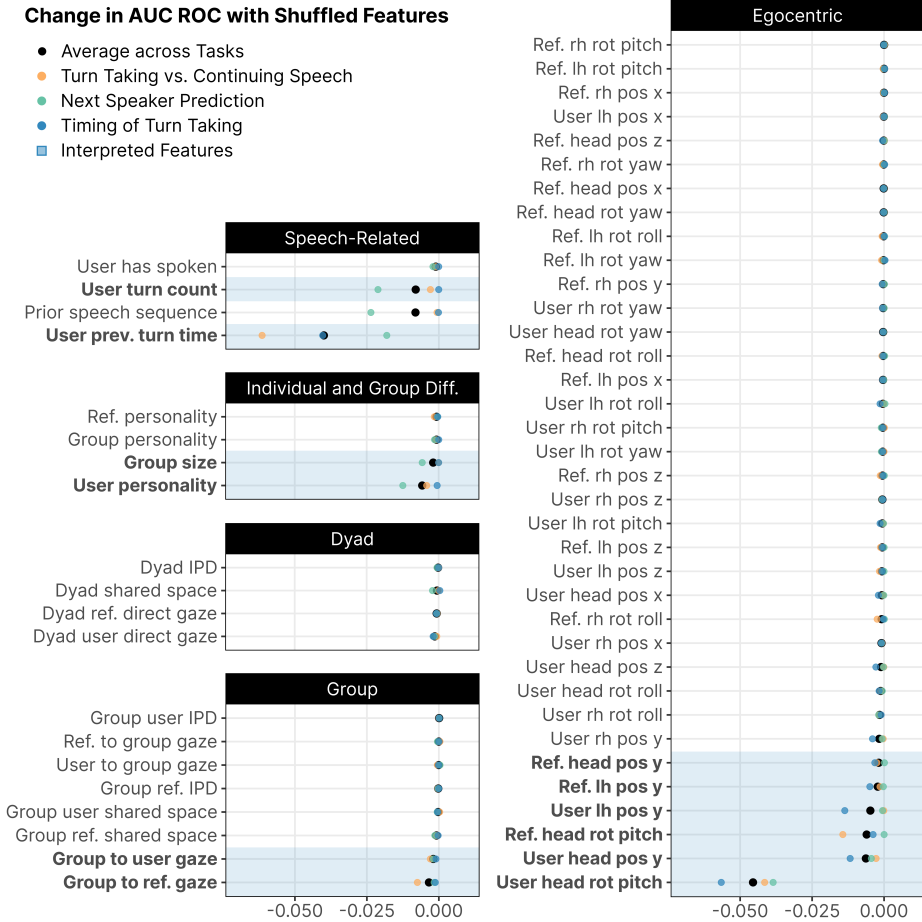 Change in AUC ROC with Shuffled Features
Average across Tasks
Turn Taking vs. Continuing Speech
Next Speaker Prediction
Timing of Turn Taking
Interpreted Features
Speech-Related
User has spoken
User turn count
Prior speech sequence
User prev. turn time
Individual and Group Diff.
Ref. personality
Group personality
Group size
User personality
Dyad
Dyad IPD
Dyad shared space
Dyad ref. direct gaze
Dyad user direct gaze
Group
Group user IPD
Ref. to group gaze
User to group gaze
Group ref. IPD
Group user shared space
Group ref. shared space
Group to user gaze
Group to ref. gaze
-0.050 -0.025 0.000
Egocentric
Ref. rh rot pitch
Ref. lh rot pitch
Ref. rh pos x
User lh pos x
Ref. head pos z
Ref. rh rot yaw
Ref. head pos x
Ref. head rot yaw
Ref. lh rot roll
Ref. lh rot yaw
Ref. rh pos y
User rh rot yaw
User head rot yaw
Ref. head rot roll
Ref. lh pos x
User lh rot roll
User rh rot pitch
User lh rot yaw
Ref. rh pos z
User rh pos z
User lh rot pitch
Ref. lh pos z
User lh pos z
User head pos x
Ref. rh rot roll
User rh pos x
User head pos z
User head rot roll
User rh rot roll
User rh pos y
Ref. head pos y
Ref. lh pos y
User lh pos y
Ref. head rot pitch
User head pos y
User head rot pitch
-0.050 -0.025 0.000